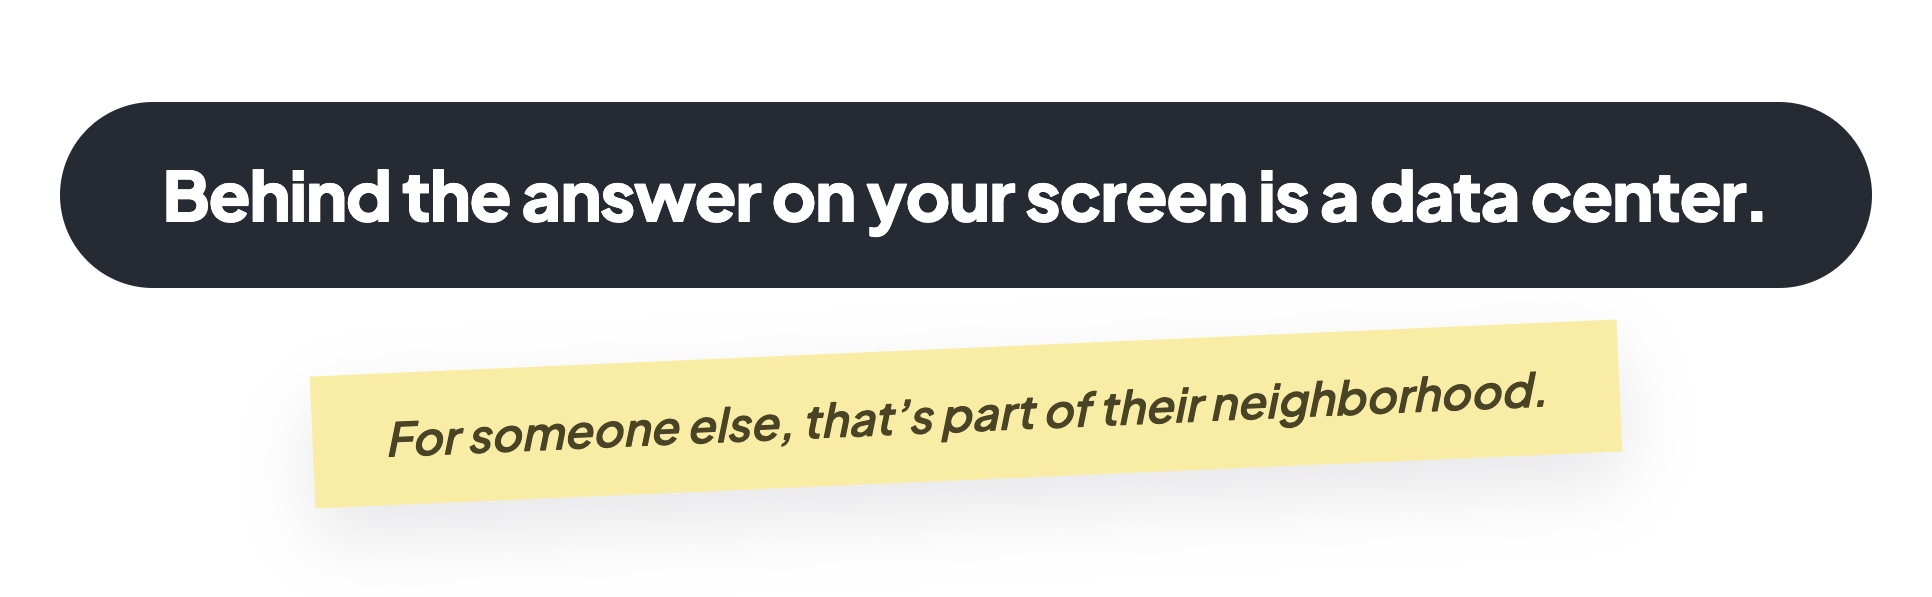 Behind the answer on your screen is a data center.
For someone else, that’s part of their neighborhood.